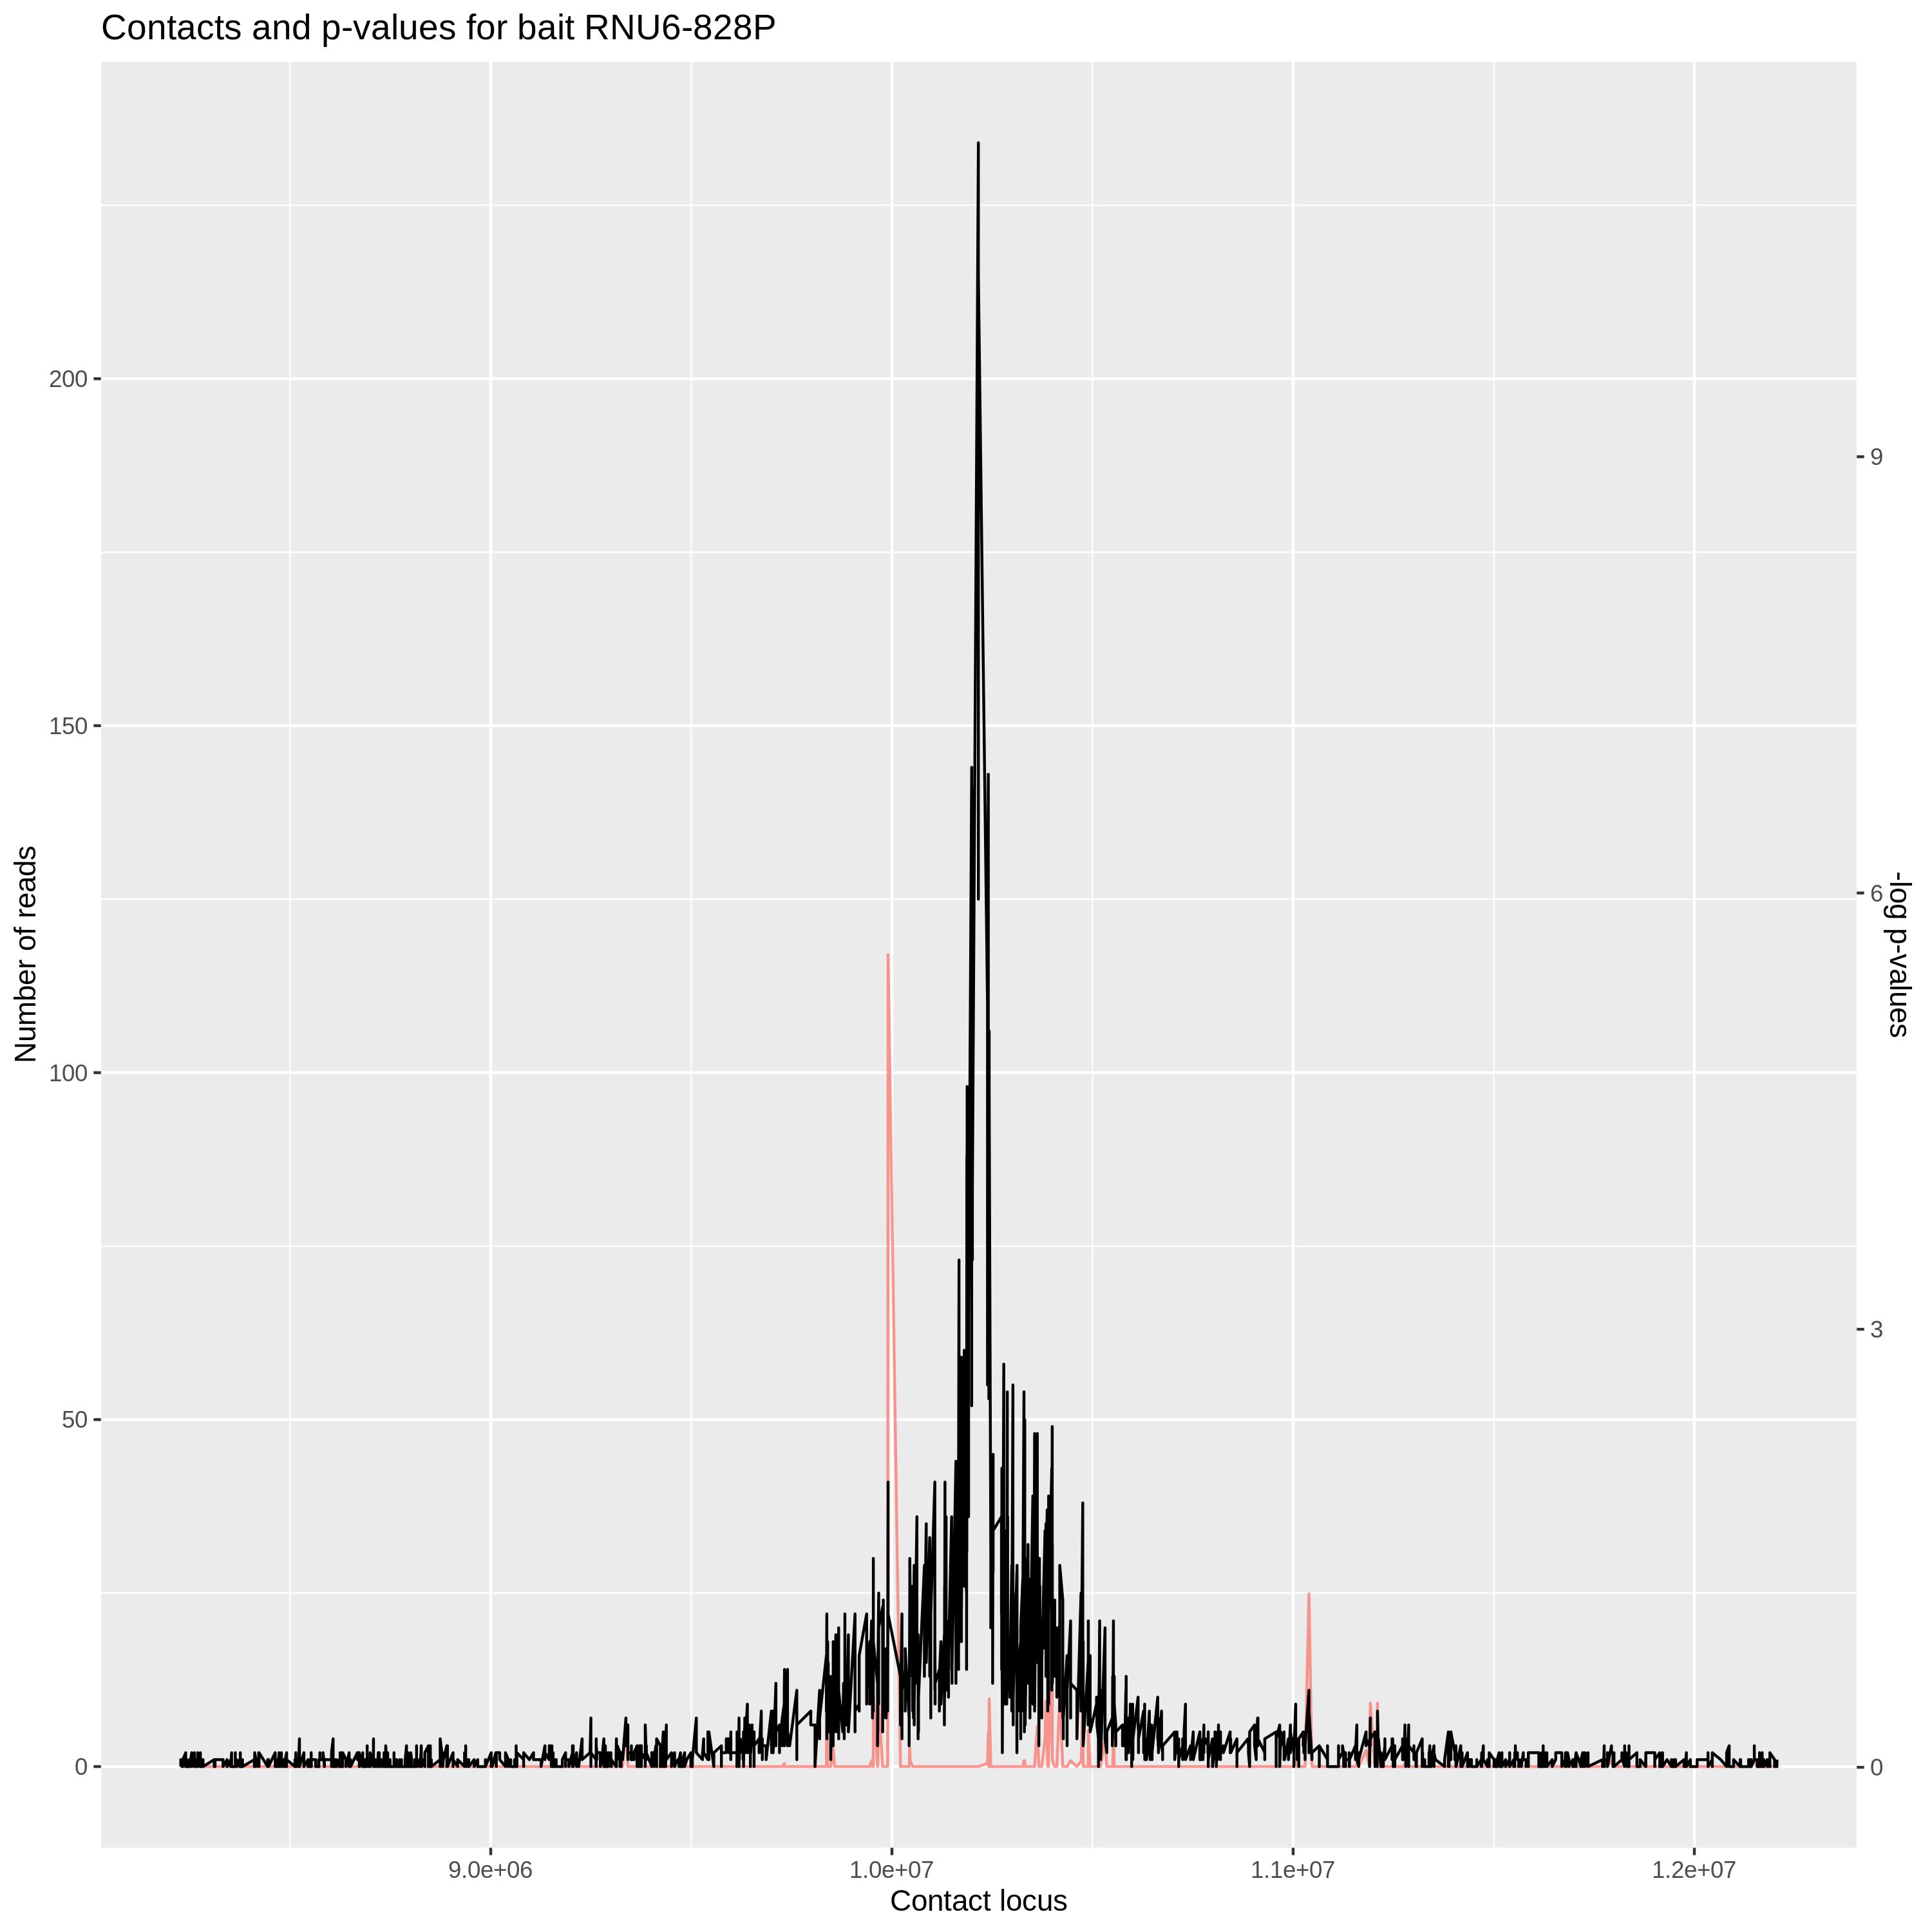 Contacts and p-values for bait RNU6-828P
Number of reads
200
150
100
50
0
9
6
3
0
-log p-values
9.0e+06
1.0e+07
1.1e+07
1.2e+07
Contact locus